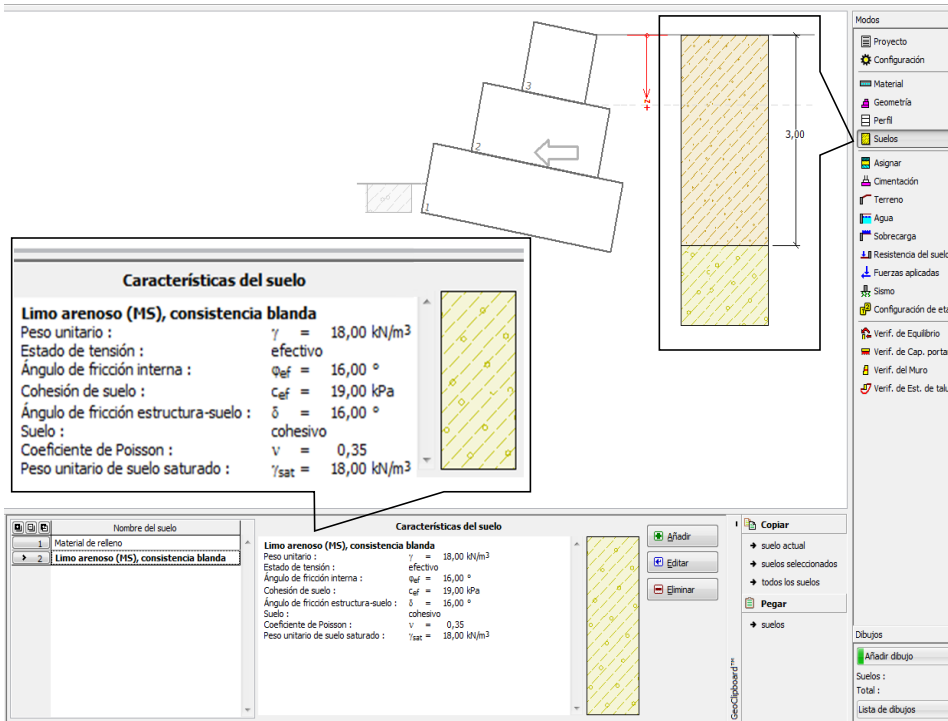 3
2
1
+z
3,00
Características del suelo
Limo arenoso (MS), consistencia blanda
Peso unitario : γ = 18,00 kN/m3
Estado de tensión : efectivo
Ángulo de fricción interna : φef = 16,00 °
Cohesión de suelo : cef = 19,00 kPa
Ángulo de fricción estructura-suelo : δ = 16,00 °
Suelo : cohesivo
Coeficiente de Poisson : ν = 0,35
Peso unitario de suelo saturado : γsat = 18,00 kN/m3
Modos
Proyecto
Configuración
Material
Geometría
Perfil
Suelos
Asignar
Cimentación
Terreno
Agua
Sobrecarga
Resistencia del suelo
Fuerzas aplicadas
Sismo
Configuración de eta
Verif. de Equilibrio
Verif. de Cap. porta
Verif. del Muro
Verif. de Est. de talu
Nombre del suelo
1 Material de relleno
2 Limo arenoso (MS), consistencia blanda
Características del suelo
Limo arenoso (MS), consistencia blanda
Peso unitario : γ = 18,00 kN/m3
Estado de tensión : efectivo
Ángulo de fricción interna : φef = 16,00 °
Cohesión de suelo : cef = 19,00 kPa
Ángulo de fricción estructura-suelo : δ = 16,00 °
Suelo : cohesivo
Coeficiente de Poisson : ν = 0,35
Peso unitario de suelo saturado : γsat = 18,00 kN/m3
Añadir
Editar
Eliminar
GeoClipboard™
Copiar
suelo actual
suelos seleccionados
todos los suelos
Pegar
suelos
Dibujos
Añadir dibujo
Suelos :
Total :
Lista de dibujos